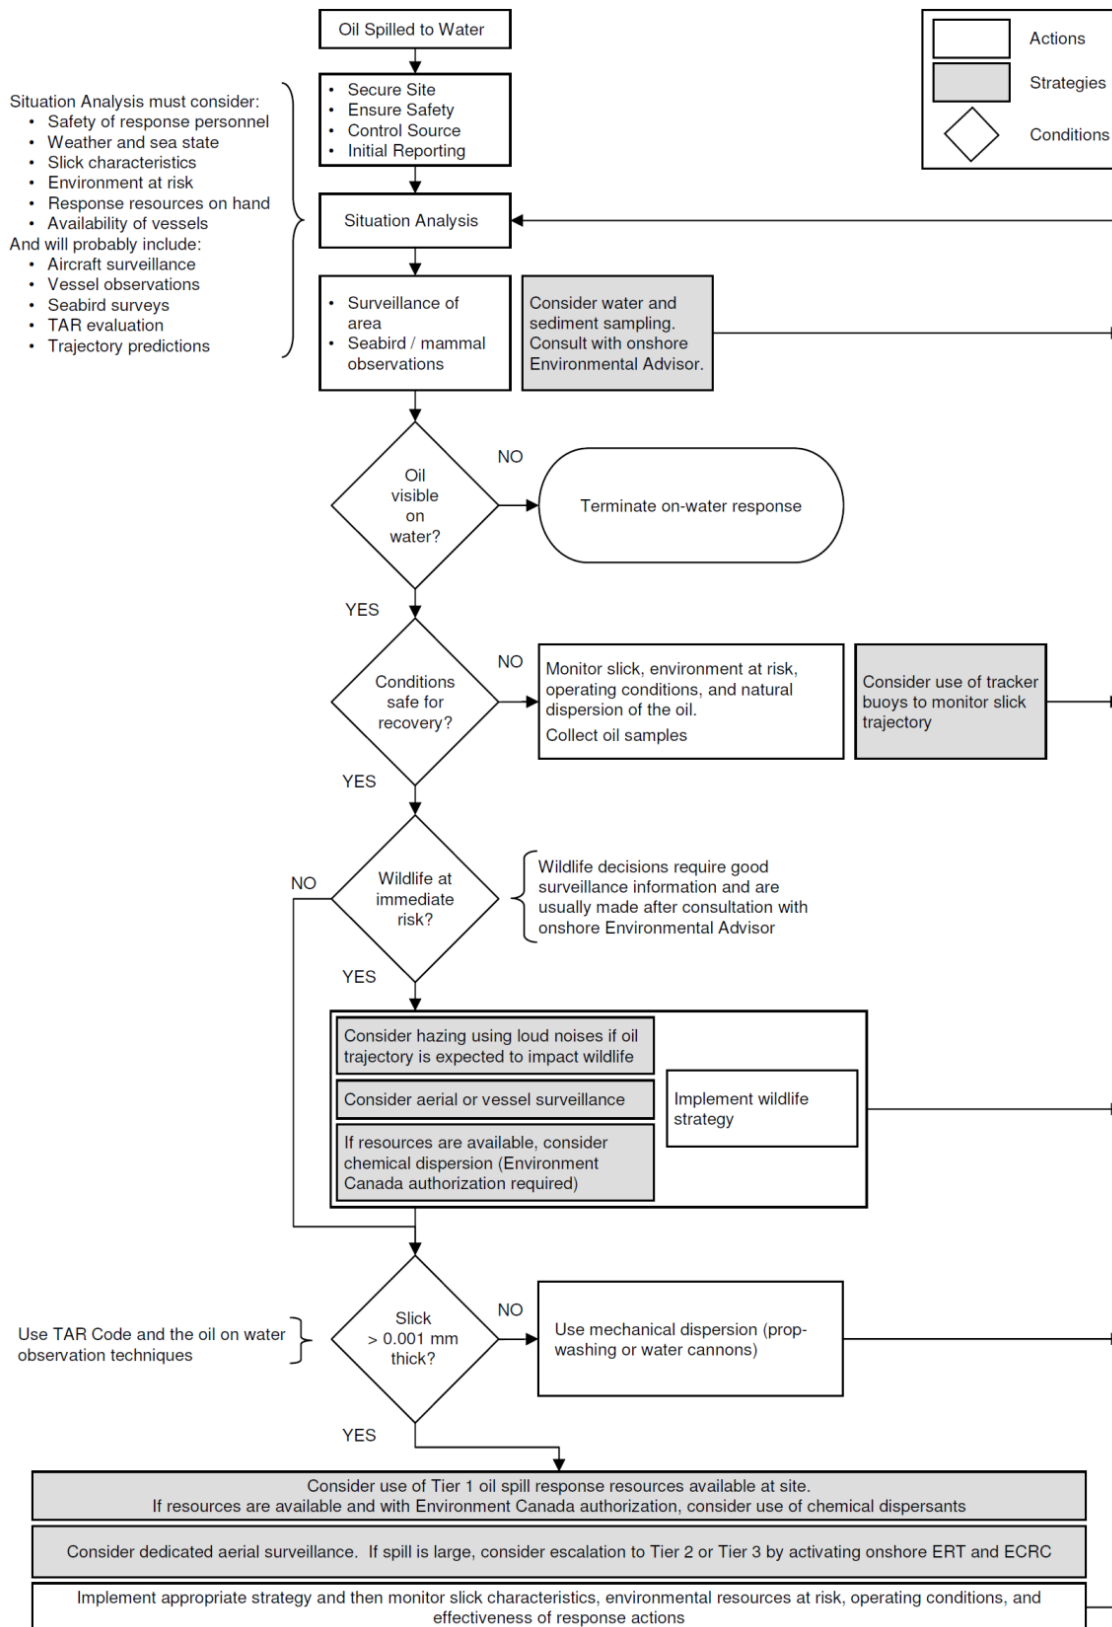 Oil Spilled to Water
Actions
Strategies
Conditions
• Secure Site
• Ensure Safety
• Control Source
• Initial Reporting
Situation Analysis must consider:
• Safety of response personnel
• Weather and sea state
• Slick characteristics
• Environment at risk
• Response resources on hand
• Availability of vessels
And will probably include:
• Aircraft surveillance
• Vessel observations
• Seabird surveys
• TAR evaluation
• Trajectory predictions
Situation Analysis
• Surveillance of
area
• Seabird / mammal
observations
Consider water and
sediment sampling.
Consult with onshore
Environmental Advisor.
Oil
visible
on
water?
NO
Terminate on-water response
YES
Conditions
safe for
recovery?
NO
Monitor slick, environment at risk,
operating conditions, and natural
dispersion of the oil.
Collect oil samples
Consider use of tracker
buoys to monitor slick
trajectory
YES
Wildlife at
immediate
risk?
NO
Wildlife decisions require good
surveillance information and are
usually made after consultation with
onshore Environmental Advisor
YES
Consider hazing using loud noises if oil
trajectory is expected to impact wildlife
Consider aerial or vessel surveillance
If resources are available, consider
chemical dispersion (Environment
Canada authorization required)
Implement wildlife
strategy
Use TAR Code and the oil on water
observation techniques
Slick
> 0.001 mm
thick?
NO
Use mechanical dispersion (prop-
washing or water cannons)
YES
Consider use of Tier 1 oil spill response resources available at site.
If resources are available and with Environment Canada authorization, consider use of chemical dispersants
Consider dedicated aerial surveillance. If spill is large, consider escalation to Tier 2 or Tier 3 by activating onshore ERT and ECRC
Implement appropriate strategy and then monitor slick characteristics, environmental resources at risk, operating conditions, and
effectiveness of response actions